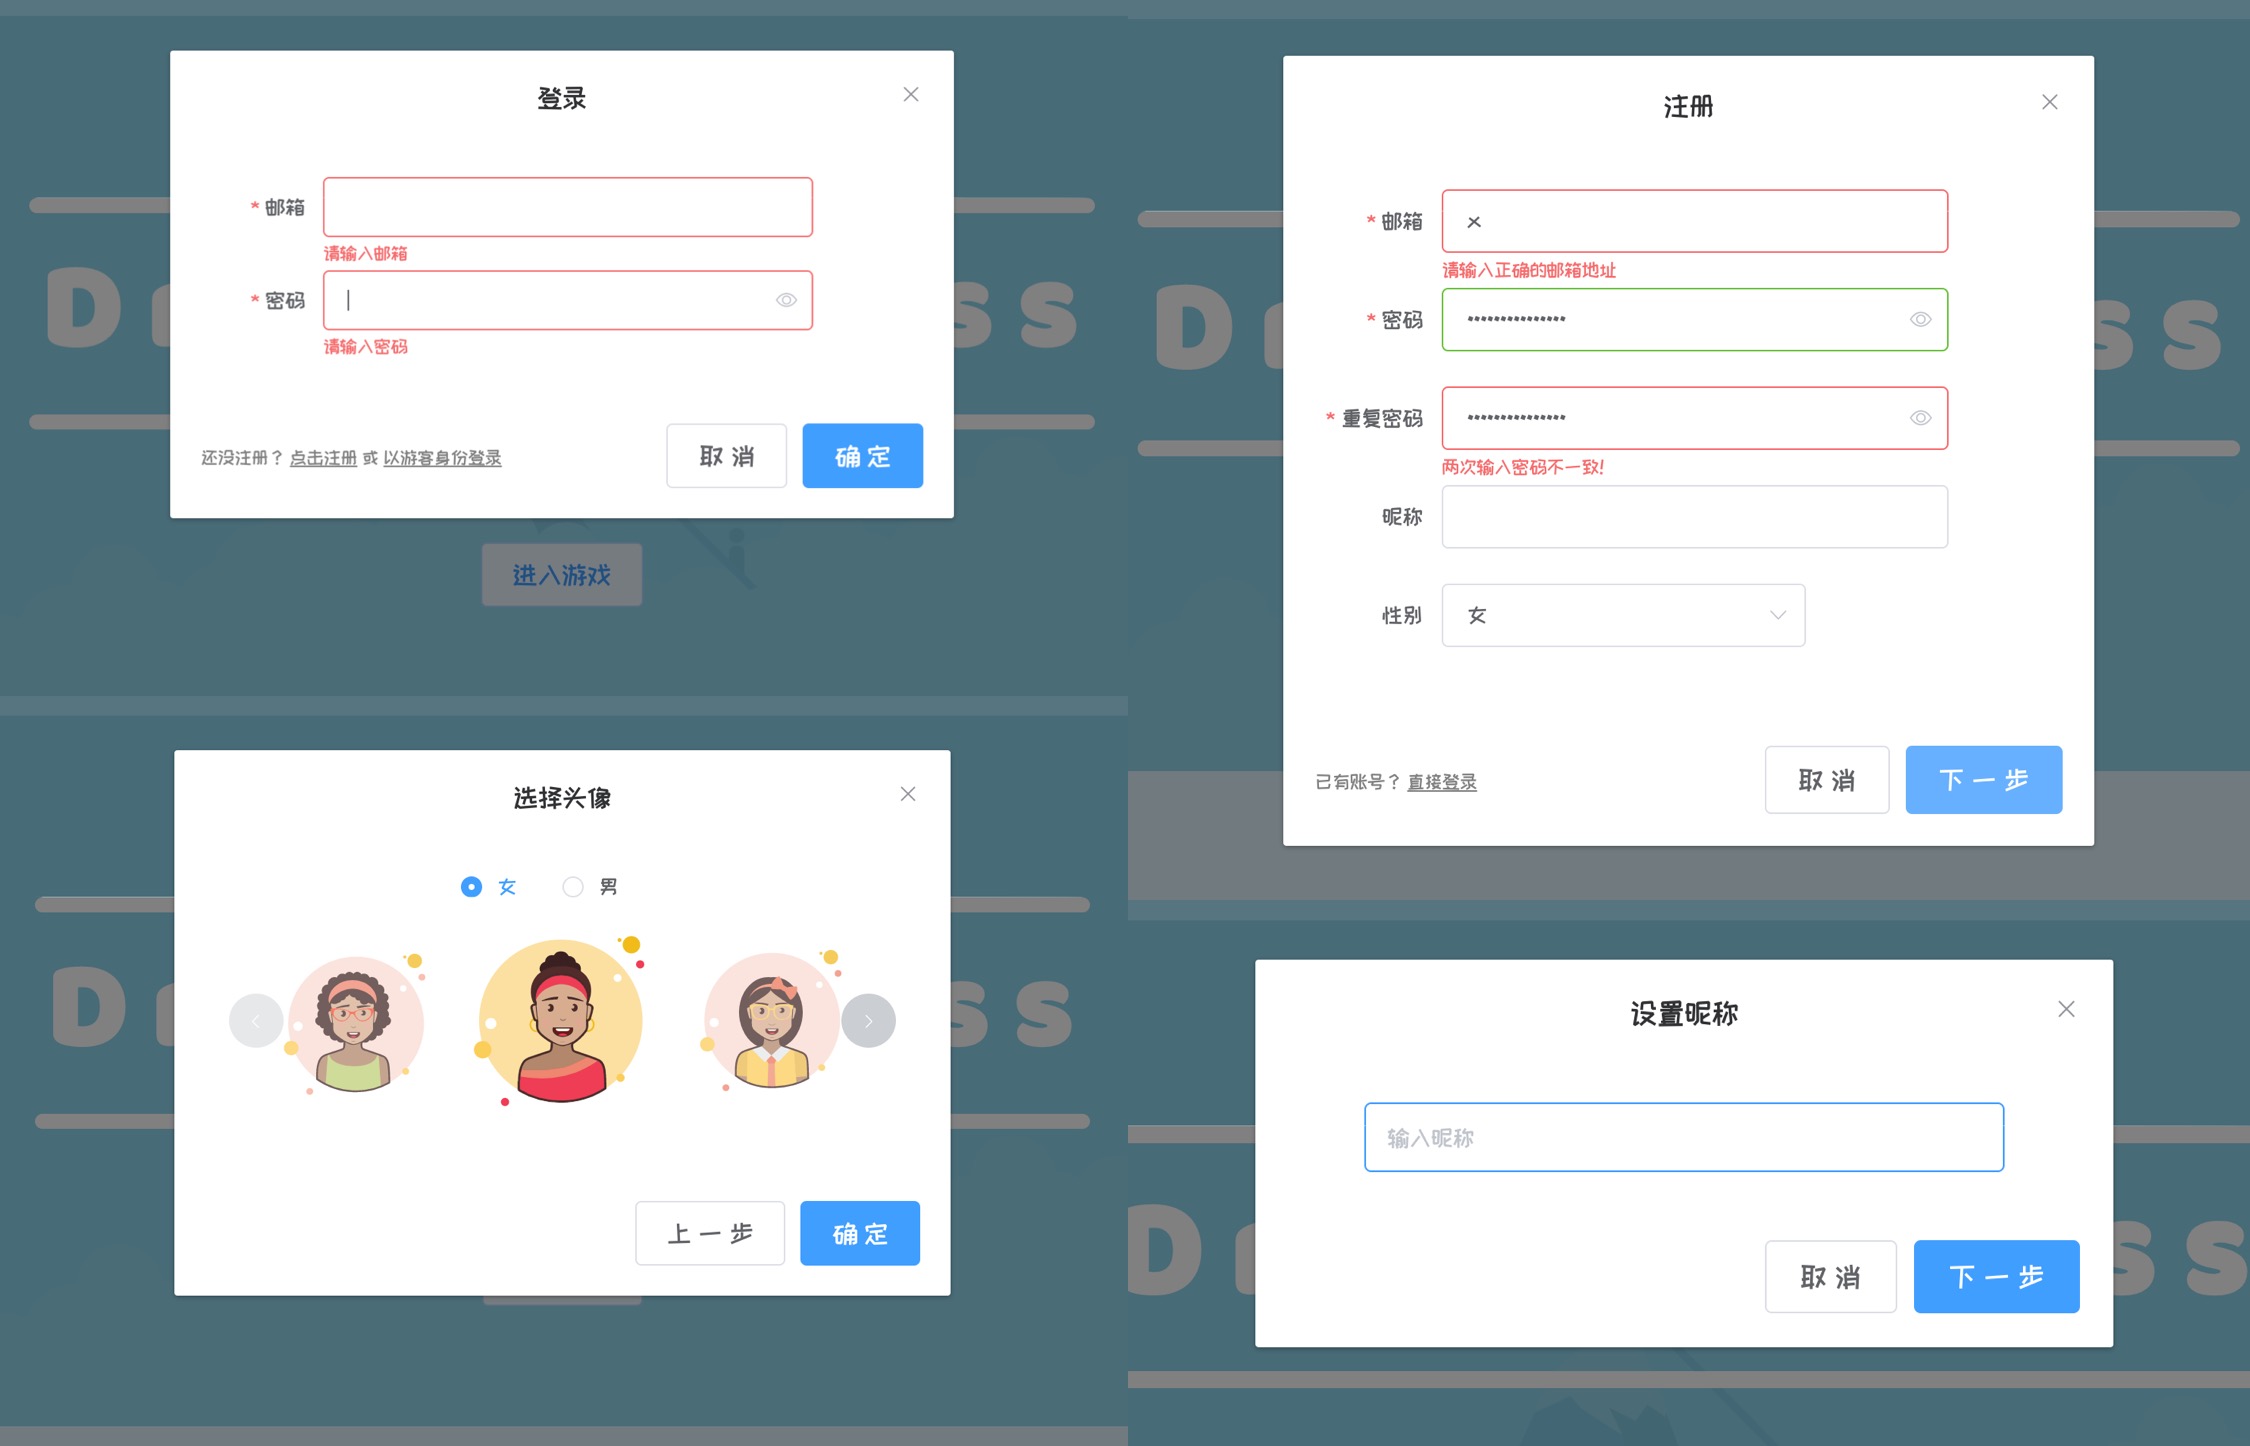 登录
* 邮箱
请输入邮箱
* 密码
请输入密码
还没注册？ 点击注册 或 以游客身份登录
取消
确定
进入游戏
D
ss
注册
* 邮箱
x
请输入正确的邮箱地址
* 密码
* 重复密码
两次输入密码不一致!
昵称
性别
女
已有账号？ 直接登录
取消
下一步
D
ss
选择头像
女
男
上一步
确定
D
ss
设置昵称
输入昵称
取消
下一步
D
ss